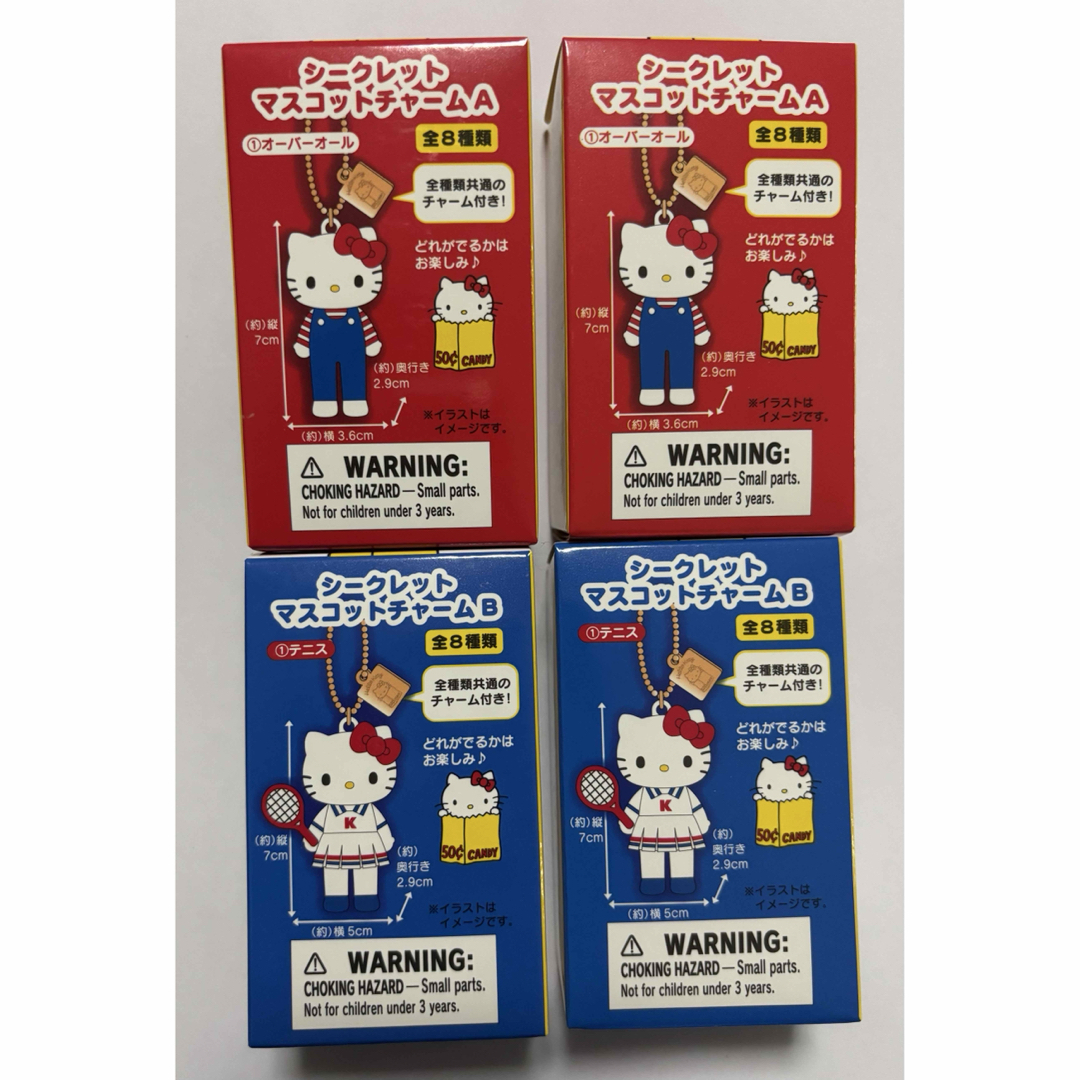 シークレット
マスコットチャームA
①オーバーオール
全8種類
全種類共通の
チャーム付き!
どれがでるかは
お楽しみ♪
(約)縦
7cm
50¢ CANDY
(約)奥行き
2.9cm
※イラストは
イメージです。
(約)横 3.6cm
WARNING:
CHOKING HAZARD — Small parts.
Not for children under 3 years.
シークレット
マスコットチャームA
①オーバーオール
全8種類
全種類共通の
チャーム付き!
どれがでるかは
お楽しみ♪
(約)縦
7cm
50¢ CANDY
(約)奥行き
2.9cm
※イラストは
イメージです。
(約)横 3.6cm
WARNING:
CHOKING HAZARD — Small parts.
Not for children under 3 years.
シークレット
マスコットチャームB
①テニス
全8種類
全種類共通の
チャーム付き!
どれがでるかは
お楽しみ♪
K
(約)縦
7cm
50¢ CANDY
(約)
奥行き
2.9cm
※イラストは
イメージです。
(約)横 5cm
WARNING:
CHOKING HAZARD — Small parts.
Not for children under 3 years.
シークレット
マスコットチャームB
①テニス
全8種類
全種類共通の
チャーム付き!
どれがでるかは
お楽しみ♪
K
(約)縦
7cm
50¢ CANDY
(約)
奥行き
2.9cm
※イラストは
イメージです。
(約)横 5cm
WARNING:
CHOKING HAZARD — Small parts.
Not for children under 3 years.